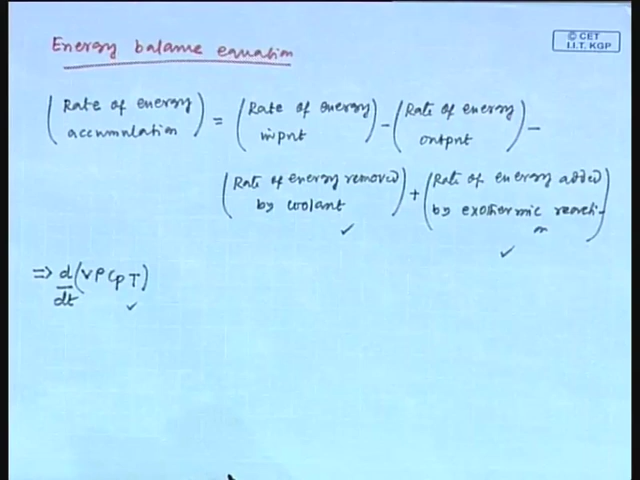 Energy balance equation
© CET
I.I.T. KGP
(Rate of energy accumulation) = (Rate of energy input) - (Rate of energy output) -
(Rate of energy removed by coolant) + (Rate of energy added by exothermic reaction)
=> d/dt (VρCpT)